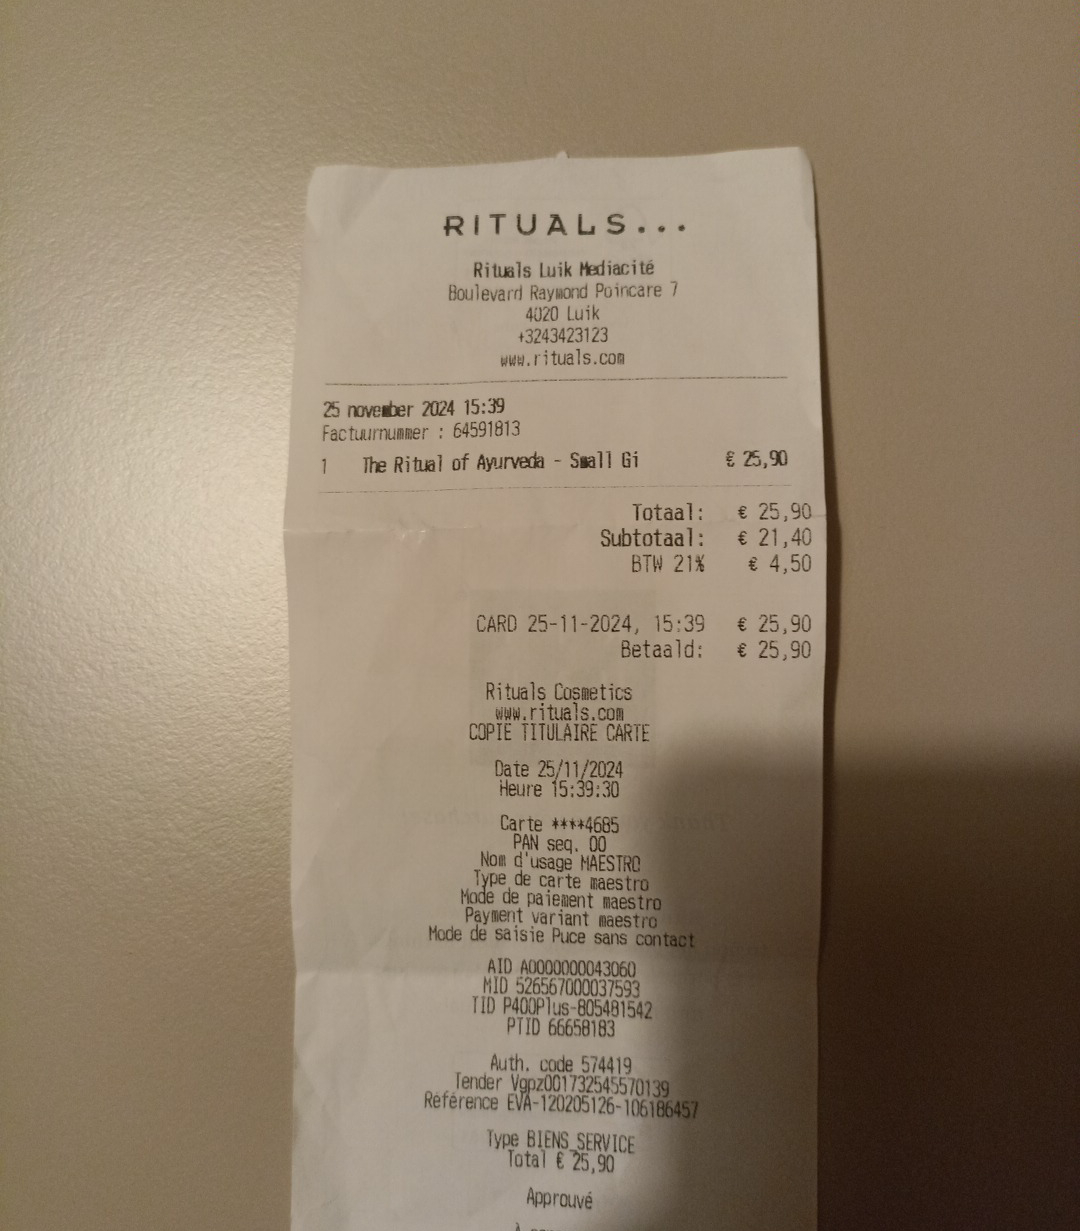 RITUALS...
Rituals Luik Mediacité
Boulevard Raymond Poincare 7
4020 Luik
+3243423123
www.rituals.com
25 november 2024 15:39
Factuurnummer : 64591813
1 The Ritual of Ayurveda - Small Gi € 25,90
Totaal: € 25,90
Subtotaal: € 21,40
BTW 21% € 4,50
CARD 25-11-2024, 15:39 € 25,90
Betaald: € 25,90
Rituals Cosmetics
www.rituals.com
COPIE TITULAIRE CARTE
Date 25/11/2024
Heure 15:39:30
Carte ****4685
PAN seq. 00
Nom d'usage MAESTRO
Type de carte maestro
Mode de paiement maestro
Payment variant maestro
Mode de saisie Puce sans contact
AID A0000000043060
MID 526567000037593
TID P400Plus-805481542
PTID 66658183
Auth. code 574419
Tender Vgpz001732545570139
Référence EVA-120205126-106186457
Type BIENS_SERVICE
Total € 25,90
Approuvé